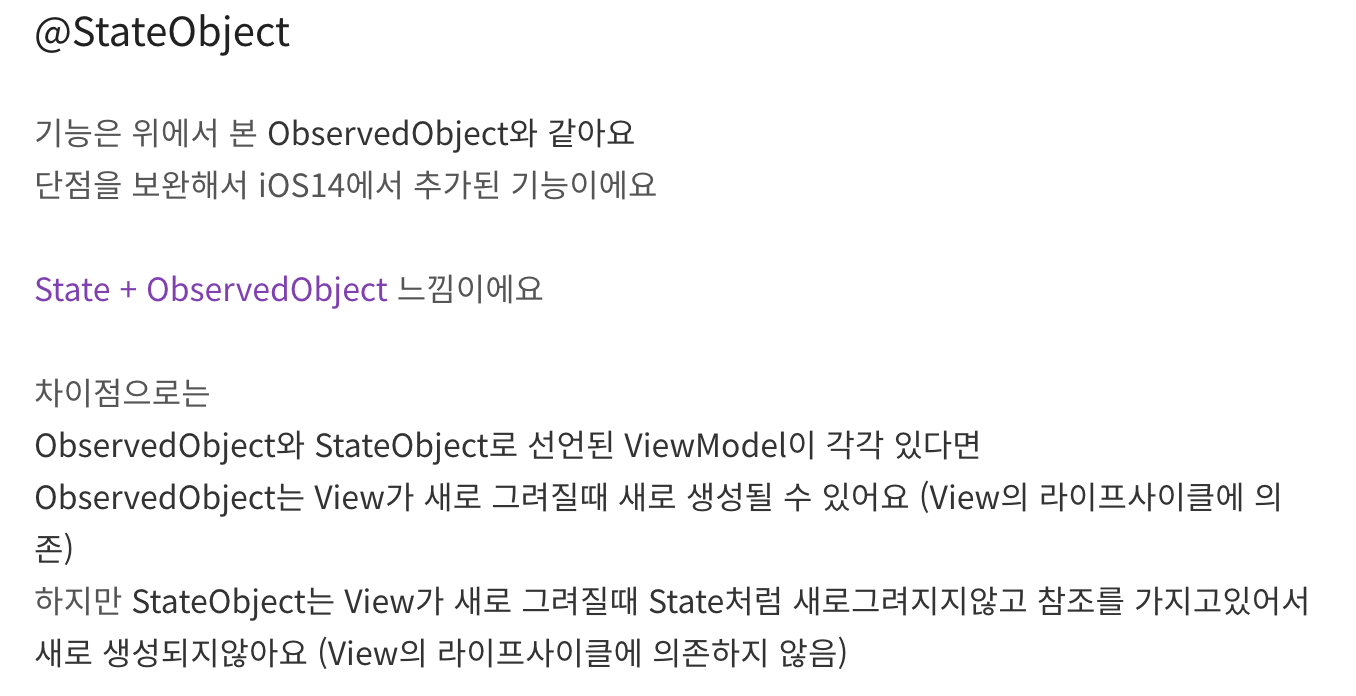 @StateObject
기능은 위에서 본 ObservedObject와 같아요
단점을 보완해서 iOS14에서 추가된 기능이에요
State + ObservedObject 느낌이에요
차이점으로는
ObservedObject와 StateObject로 선언된 ViewModel이 각각 있다면
ObservedObject는 View가 새로 그려질때 새로 생성될 수 있어요 (View의 라이프사이클에 의
존)
하지만 StateObject는 View가 새로 그려질때 State처럼 새로그려지지않고 참조를 가지고있어서
새로 생성되지않아요 (View의 라이프사이클에 의존하지 않음)